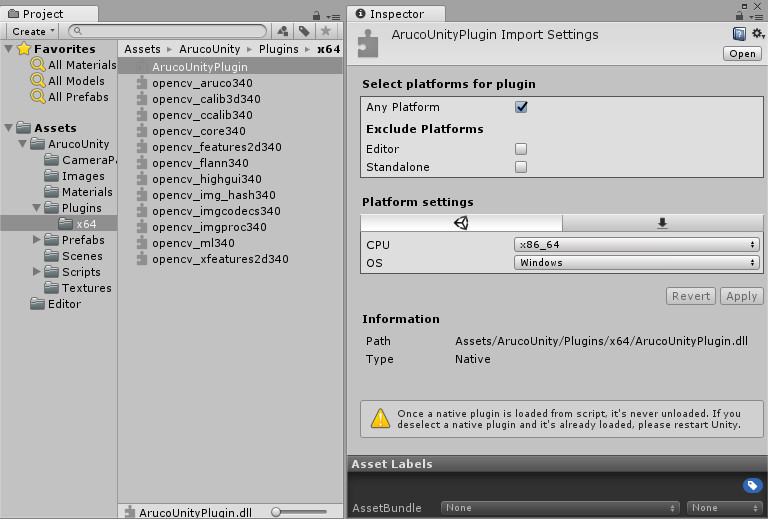 Project
Create
Favorites
All Materials
All Models
All Prefabs
Assets
ArucoUnity
CameraPa
Images
Materials
Plugins
x64
Prefabs
Scenes
Scripts
Textures
Editor
Assets ArucoUnity Plugins x64
ArucoUnityPlugin
opencv_aruco340
opencv_calib3d340
opencv_ccalib340
opencv_core340
opencv_features2d340
opencv_flann340
opencv_highgui340
opencv_img_hash340
opencv_imgcodecs340
opencv_imgproc340
opencv_ml340
opencv_xfeatures2d340
ArucoUnityPlugin.dll
Inspector
ArucoUnityPlugin Import Settings
Open
Select platforms for plugin
Any Platform
Exclude Platforms
Editor
Standalone
Platform settings
CPU x86_64
OS Windows
Revert Apply
Information
Path Assets/ArucoUnity/Plugins/x64/ArucoUnityPlugin.dll
Type Native
Once a native plugin is loaded from script, it's never unloaded. If you
deselect a native plugin and it's already loaded, please restart Unity.
Asset Labels
AssetBundle None None